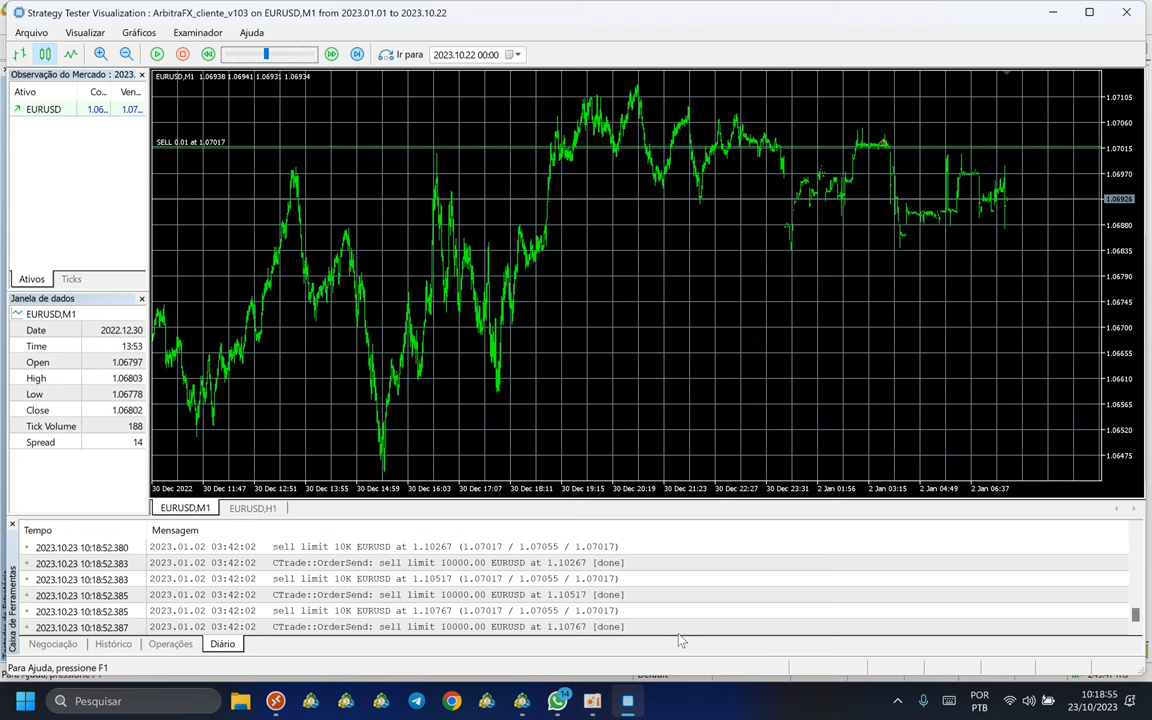 Strategy Tester Visualization : ArbitraFX_cliente_v103 on EURUSD,M1 from 2023.01.01 to 2023.10.22
Arquivo Visualizar Gráficos Examinador Ajuda
Ir para 2023.10.22 00:00
Observação do Mercado : 2023.
Ativo Co... Ven...
EURUSD 1.06... 1.07...
Ativos Ticks
Janela de dados
EURUSD,M1
Date 2022.12.30
Time 13:53
Open 1.06797
High 1.06803
Low 1.06778
Close 1.06802
Tick Volume 188
Spread 14
EURUSD,M1 1.06938 1.06941 1.06931 1.06934
SELL 0.01 at 1.07017
1.07105
1.07060
1.07015
1.06970
1.06926
1.06880
1.06835
1.06790
1.06745
1.06700
1.06655
1.06610
1.06565
1.06520
1.06475
30 Dec 2022 30 Dec 11:47 30 Dec 12:51 30 Dec 13:55 30 Dec 14:59 30 Dec 16:03 30 Dec 17:07 30 Dec 18:11 30 Dec 19:15 30 Dec 20:19 30 Dec 21:23 30 Dec 22:27 30 Dec 23:31 2 Jan 01:56 2 Jan 03:15 2 Jan 04:49 2 Jan 06:37
EURUSD,M1 EURUSD,H1
Tempo Mensagem
2023.10.23 10:18:52.380 2023.01.02 03:42:02 sell limit 10K EURUSD at 1.10267 (1.07017 / 1.07055 / 1.07017)
2023.10.23 10:18:52.383 2023.01.02 03:42:02 CTrade::OrderSend: sell limit 10000.00 EURUSD at 1.10267 [done]
2023.10.23 10:18:52.383 2023.01.02 03:42:02 sell limit 10K EURUSD at 1.10517 (1.07017 / 1.07055 / 1.07017)
2023.10.23 10:18:52.385 2023.01.02 03:42:02 CTrade::OrderSend: sell limit 10000.00 EURUSD at 1.10517 [done]
2023.10.23 10:18:52.385 2023.01.02 03:42:02 sell limit 10K EURUSD at 1.10767 (1.07017 / 1.07055 / 1.07017)
2023.10.23 10:18:52.387 2023.01.02 03:42:02 CTrade::OrderSend: sell limit 10000.00 EURUSD at 1.10767 [done]
Caixa de Ferramentas
Negociação Histórico Operações Diário
Para Ajuda, pressione F1
Pesquisar
14
POR
PTB
10:18:55
23/10/2023